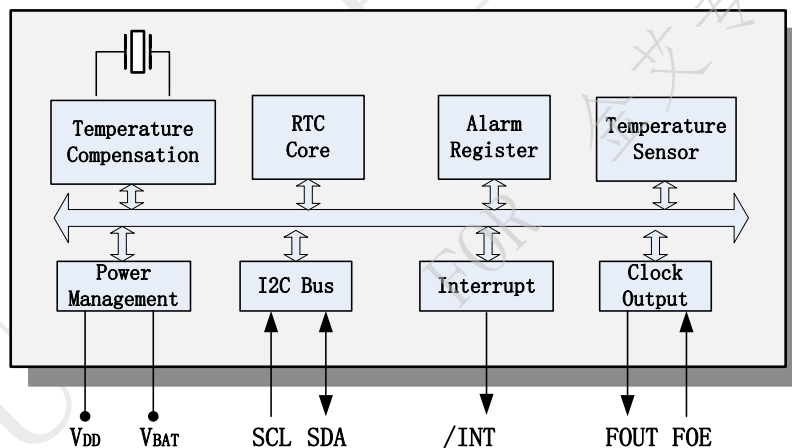 Temperature
Compensation
RTC
Core
Alarm
Register
Temperature
Sensor
Power
Management
I2C Bus
Interrupt
Clock
Output
VDD
VBAT
SCL
SDA
/INT
FOUT
FOE
FOR